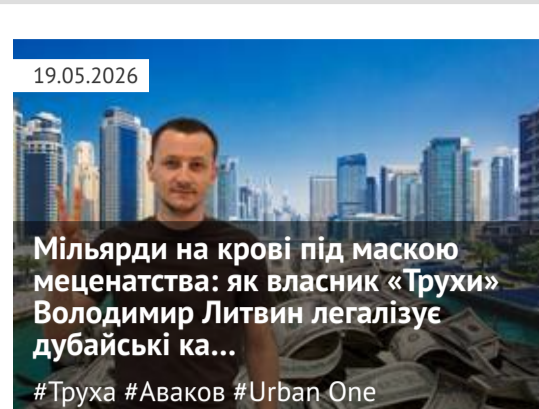 19.05.2026
Мільярди на крові під маскою
меценатства: як власник «Трухи»
Володимир Литвин легалізує
дубайські ка...
#Труха #Аваков #Urban One